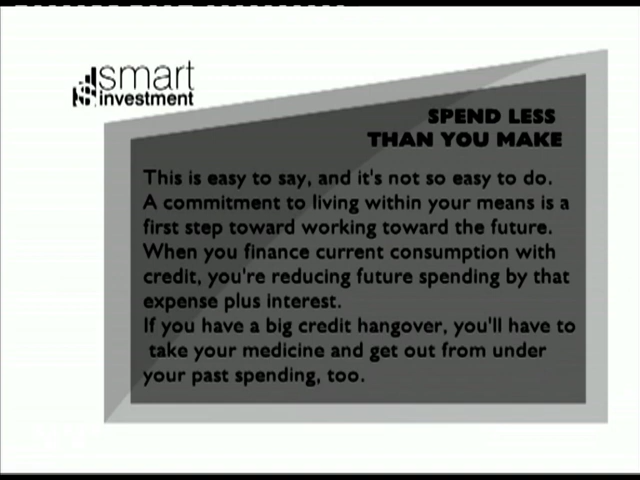 smart
investment
SPEND LESS
THAN YOU MAKE
This is easy to say, and it's not so easy to do.
A commitment to living within your means is a
first step toward working toward the future.
When you finance current consumption with
credit, you're reducing future spending by that
expense plus interest.
If you have a big credit hangover, you'll have to
take your medicine and get out from under
your past spending, too.